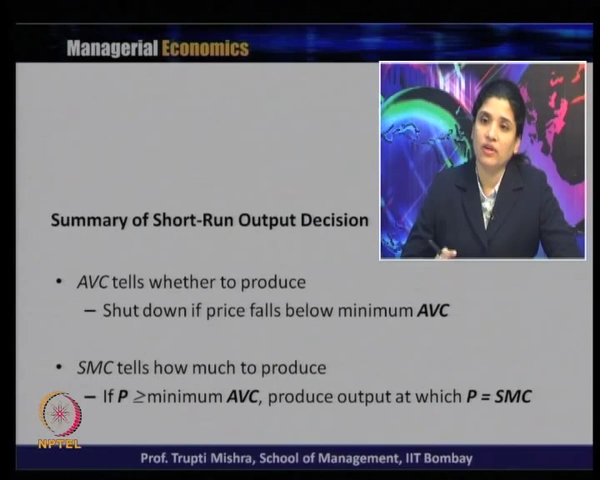 Managerial Economics
Summary of Short-Run Output Decision
• AVC tells whether to produce
– Shut down if price falls below minimum AVC
• SMC tells how much to produce
– If P ≥minimum AVC, produce output at which P = SMC
NPTEL
Prof. Trupti Mishra, School of Management, IIT Bombay